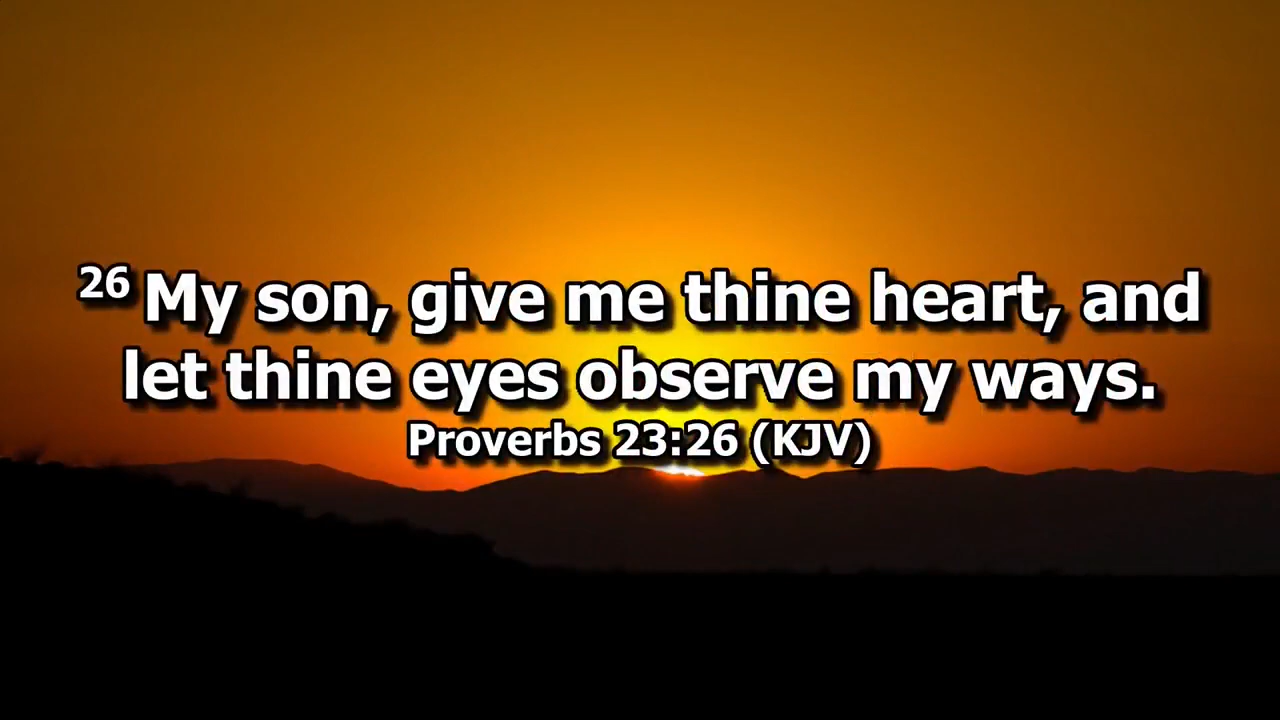 26 My son, give me thine heart, and
let thine eyes observe my ways.
Proverbs 23:26 (KJV)